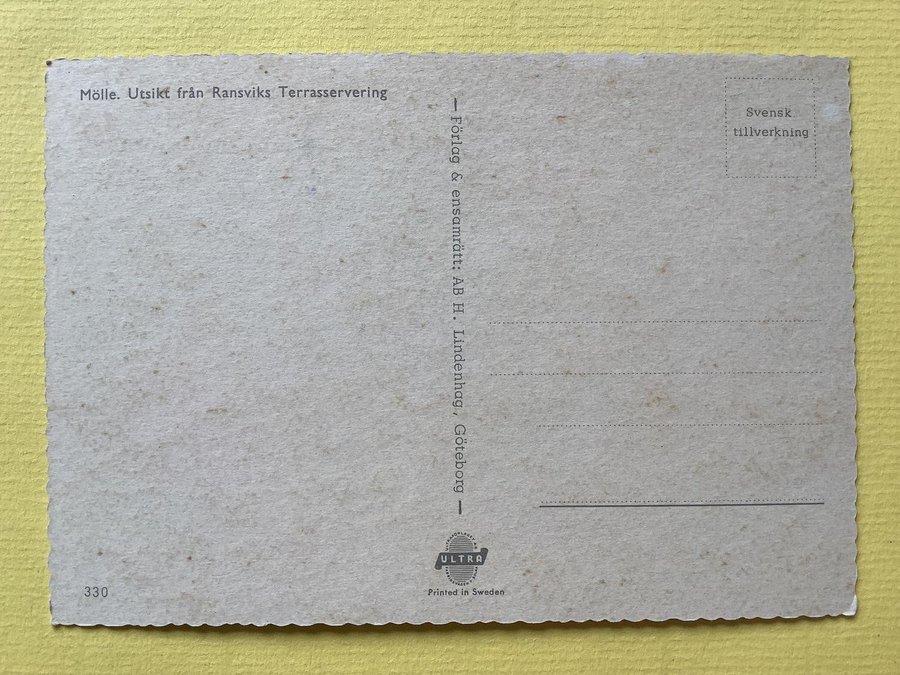 Mölle. Utsikt från Ransviks Terrasservering
Svensk
tillverkning
— Förlag & ensamrätt: AB H. Lindenhag, Göteborg —
ULTRA
Printed in Sweden
330